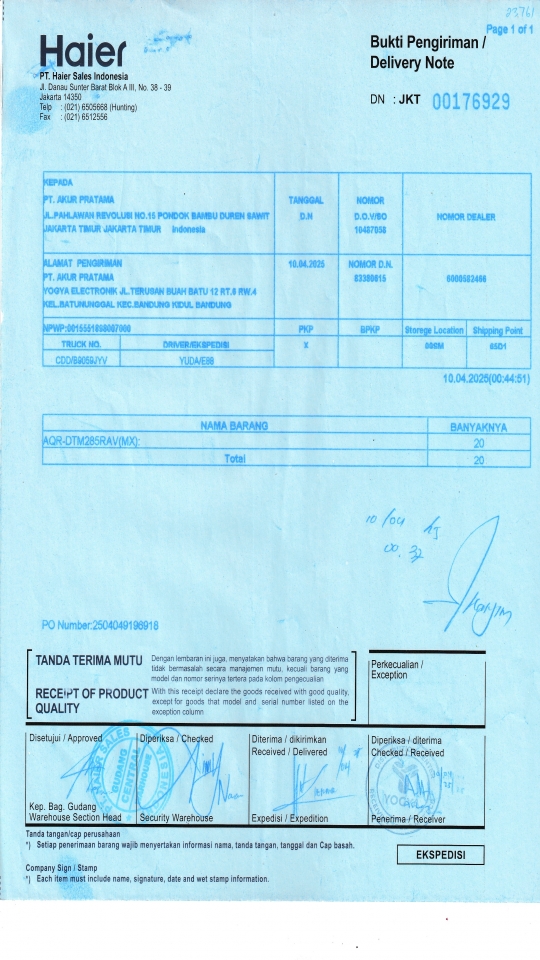 23761
Page 1 of 1
Haier
PT. Haier Sales Indonesia
Jl. Danau Sunter Barat Blok A III, No. 38 - 39
Jakarta 14350
Telp : (021) 6505668 (Hunting)
Fax : (021) 6512556
Bukti Pengiriman /
Delivery Note
DN : JKT 00176929
KEPADA
PT. AKUR PRATAMA
JL.PAHLAWAN REVOLUSI NO.15 PONDOK BAMBU DUREN SAWIT
JAKARTA TIMUR JAKARTA TIMUR Indonesia
TANGGAL
D.N
NOMOR
D.O.V/SO
10487058
NOMOR DEALER
ALAMAT PENGIRIMAN
PT. AKUR PRATAMA
YOGYA ELECTRONIK JL.TERUSAN BUAH BATU 12 RT.6 RW.4
KEL.BATUNUNGGAL KEC.BANDUNG KIDUL BANDUNG
10.04.2025
NOMOR D.N.
83389815
NPWP:
PKP
BPKP
Storege Location
Shipping Point
TRUCK NO.
DRIVER/EKSPEDISI
X
85D1
CDD/B9059JYV
YUDA/E88
10.04.2025(00:44:51)
NAMA BARANG
BANYAKNYA
AQR-DTM285RAV(MX):
20
Total
20
10/04
00.32
PO Number:2504049196918
TANDA TERIMA MUTU
Dengan lembaran ini juga, menyatakan bahwa barang yang diterima
tidak bermasalah secara manajemen mutu, kecuali barang yang
model dan nomor serinya tertera pada kolom pengecualian
RECEIPT OF PRODUCT
QUALITY
With this receipt declare the goods received with good quality,
except for goods that model and serial number listed on the
exception column
Perkecualian /
Exception
Disetujui / Approved
Diperiksa / Checked
Diterima / dikirimkan
Received / Delivered
Diperiksa / diterima
Checked / Received
Kep. Bag. Gudang
Warehouse Section Head
Security Warehouse
Expedisi / Expedition
Penerima / Receiver
Tanda tangan/cap perusahaan
*) Setiap penerimaan barang wajib menyertakan informasi nama, tanda tangan, tanggal dan Cap basah.
EKSPEDISI
Company Sign / Stamp
*) Each item must include name, signature, date and wet stamp information.